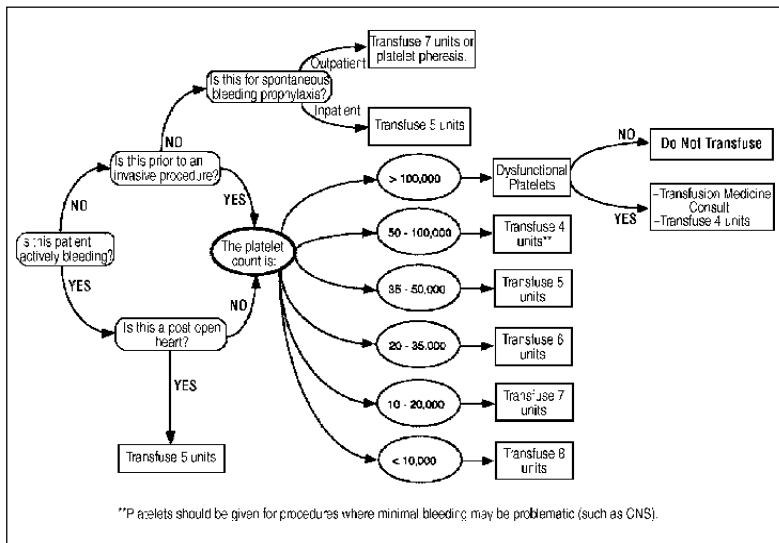 Transfuse 7 units or
platelet pheresis.
Outpatient
Is this for spontaneous
bleeding prophylaxis?
Inpatient
Transfuse 5 units
NO
Is this prior to an
invasive procedure?
YES
NO
Is this patient
actively bleeding?
YES
The platelet
count is:
NO
Is this a post open
heart?
YES
Transfuse 5 units
> 100,000
Dysfunctional
Platelets
NO
Do Not Transfuse
YES
–Transfusion Medicine
Consult
–Transfuse 4 units
50 - 100,000
Transfuse 4
units**
35 - 50,000
Transfuse 5
units
20 - 35,000
Transfuse 6
units
10 - 20,000
Transfuse 7
units
< 10,000
Transfuse
units
**Platelets should be given for procedures where minimal bleeding may be problematic (such as CNS).